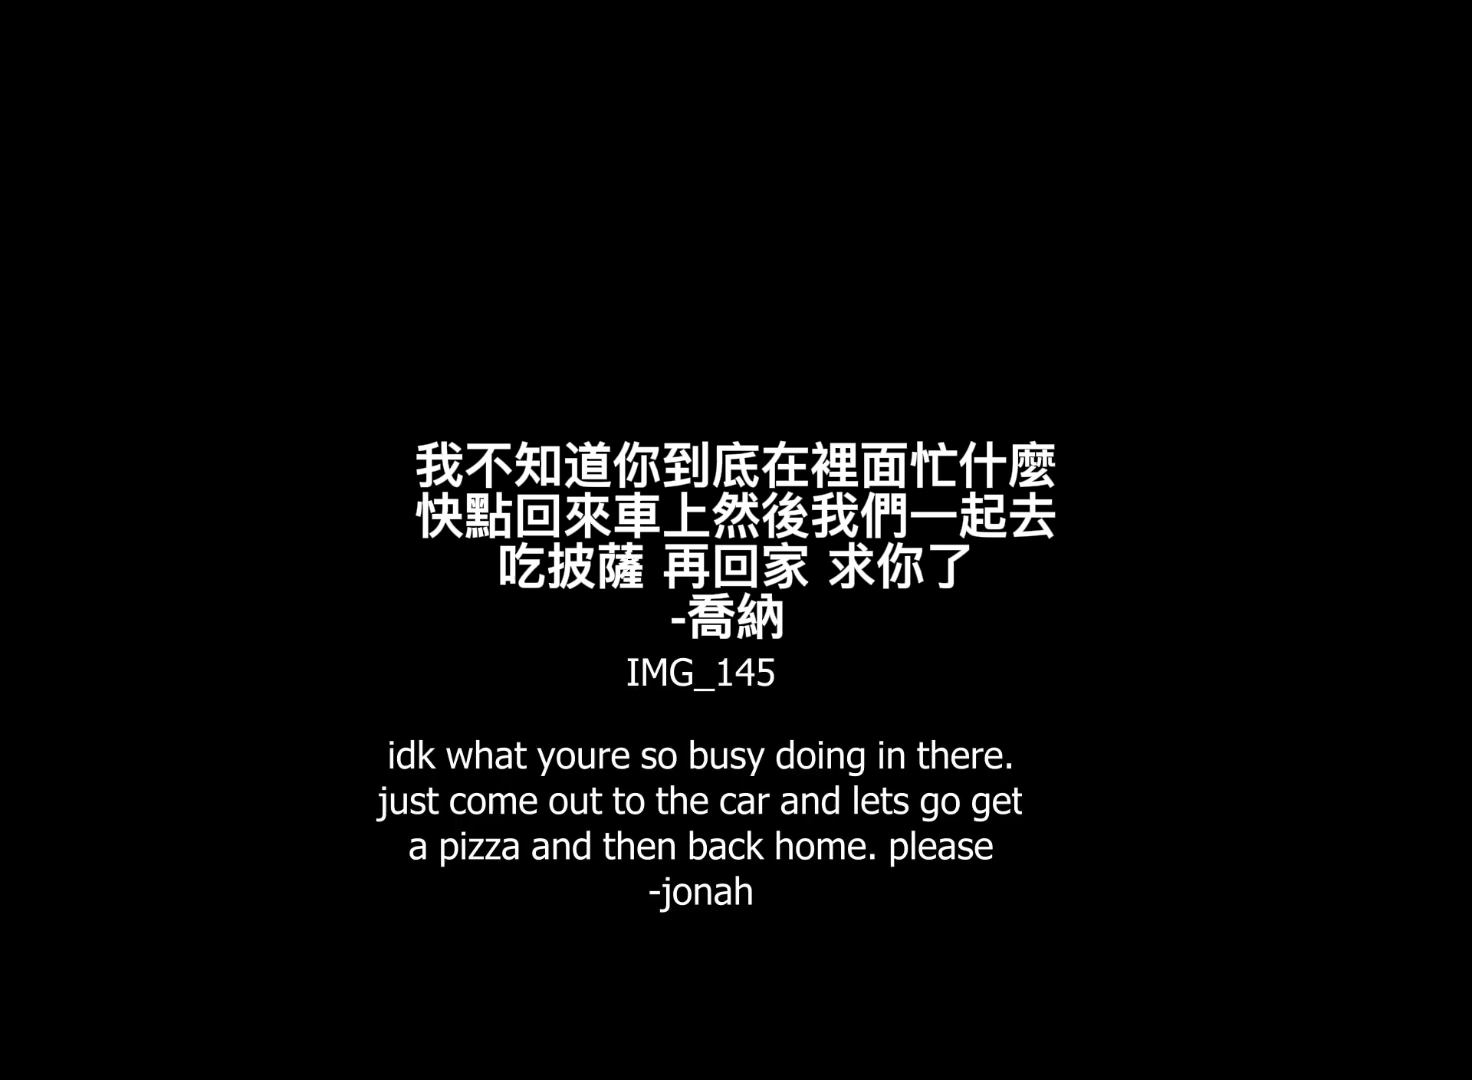 我不知道你到底在裡面忙什麼
快點回來車上然後我們一起去
吃披薩 再回家 求你了
-喬納
IMG_145
idk what youre so busy doing in there.
just come out to the car and lets go get
a pizza and then back home. please
-jonah